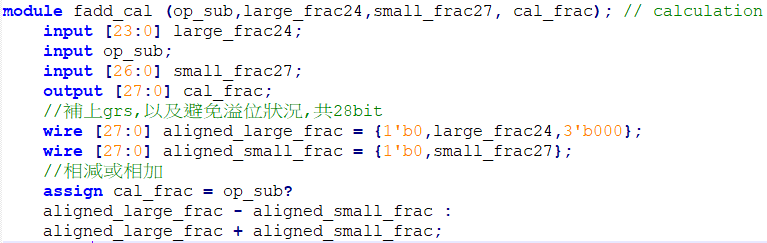 module fadd_cal (op_sub,large_frac24,small_frac27, cal_frac); // calculation
input [23:0] large_frac24;
input op_sub;
input [26:0] small_frac27;
output [27:0] cal_frac;
//補上grs,以及避免溢位狀況,共28bit
wire [27:0] aligned_large_frac = {1'b0,large_frac24,3'b000};
wire [27:0] aligned_small_frac = {1'b0,small_frac27};
//相減或相加
assign cal_frac = op_sub?
aligned_large_frac - aligned_small_frac :
aligned_large_frac + aligned_small_frac;